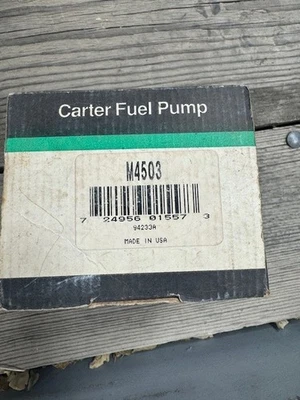 Carter Fuel Pump
M4503
7 24956 01557 3
94233A
MADE IN USA